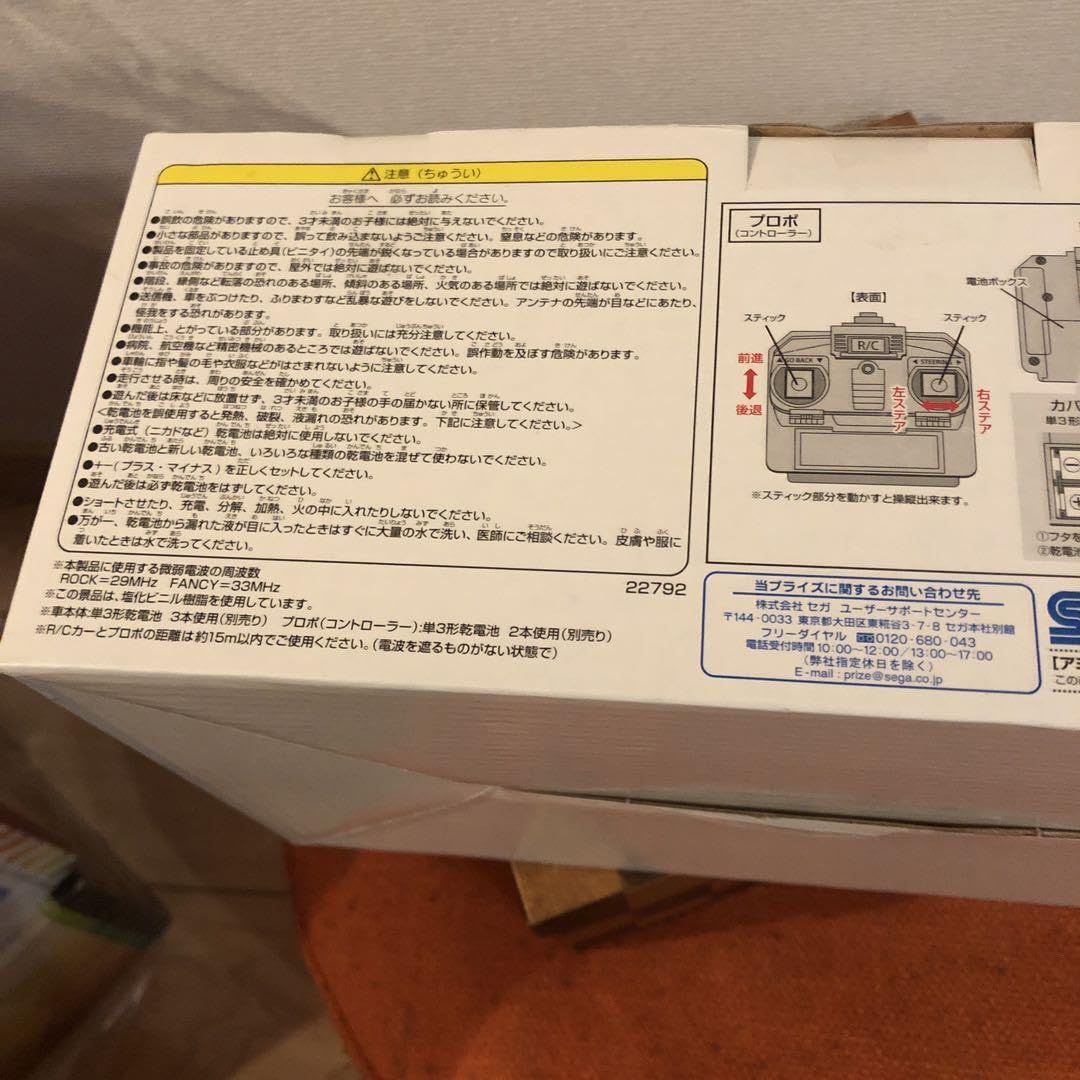 ⚠注意（ちゅうい）
お客様へ 必ずお読みください。
●誤飲の危険がありますので、3才未満のお子様には絶対に与えないでください。
●小さな部品がありますので、誤って飲み込まないようご注意ください。窒息などの危険があります。
●製品を固定している止め具(ビニタイ)の先端が鋭くなっている場合がありますので取り扱いにご注意ください。
●事故の危険がありますので、屋外では絶対に遊ばないでください。
●階段、縁側など転落の恐れのある場所、傾斜のある場所、火気のある場所では絶対に遊ばないでください。
●送信機、車をぶつけたり、ふりまわすなど乱暴な遊びをしないでください。アンテナの先端が目などにあたり、
怪我をする恐れがあります。
●機能上、とがっている部分があります。取り扱いには充分注意してください。
●病院、航空機など精密機械のあるところでは遊ばないでください。誤作動を及ぼす危険があります。
●車輪に指や髪の毛や衣服などがはさまれないように注意してください。
●走行させる時は、周りの安全を確かめてください。
●遊んだ後は床などに放置せず、3才未満のお子様の手の届かない所に保管してください。
<乾電池を誤使用すると発熱、破裂、液漏れの恐れがあります。下記に注意してください。>
●充電式（ニカドなど）乾電池は絶対に使用しないでください。
●古い乾電池と新しい乾電池、いろいろな種類の乾電池を混ぜて使わないでください。
●＋－(プラス・マイナス)を正しくセットしてください。
●遊んだ後は必ず乾電池をはずしてください。
●ショートさせたり、充電、分解、加熱、火の中に入れたりしないでください。
●万が一、乾電池から漏れた液が目に入ったときはすぐに大量の水で洗い、医師にご相談ください。皮膚や服に
着いたときは水で洗ってください。
※本製品に使用する微弱電波の周波数
ROCK=29MHz FANCY=33MHz
22792
※この景品は、塩化ビニル樹脂を使用しています。
※車本体:単3形乾電池 3本使用(別売り) プロポ(コントローラー):単3形乾電池 2本使用(別売り)
※R/Cカーとプロポの距離は約15m以内でご使用ください。(電波を遮るものがない状態で)
プロポ
(コントローラー)
【表面】
スティック
スティック
R/C
▲GO BACK▼
◀STEERING▶
前進
後退
左ステア
右ステア
※スティック部分を動かすと操縦出来ます。
電池ボックス
カバ
単3形
①フタを
②乾電池
当プライズに関するお問い合わせ先
株式会社 セガ ユーザーサポートセンター
〒144-0033 東京都大田区東糀谷3-7-8 セガ本社別館
フリーダイヤル 0120-680-043
電話受付時間 10:00～12:00/13:00～17:00
(弊社指定休日を除く)
E-mail : prize@sega.co.jp
この